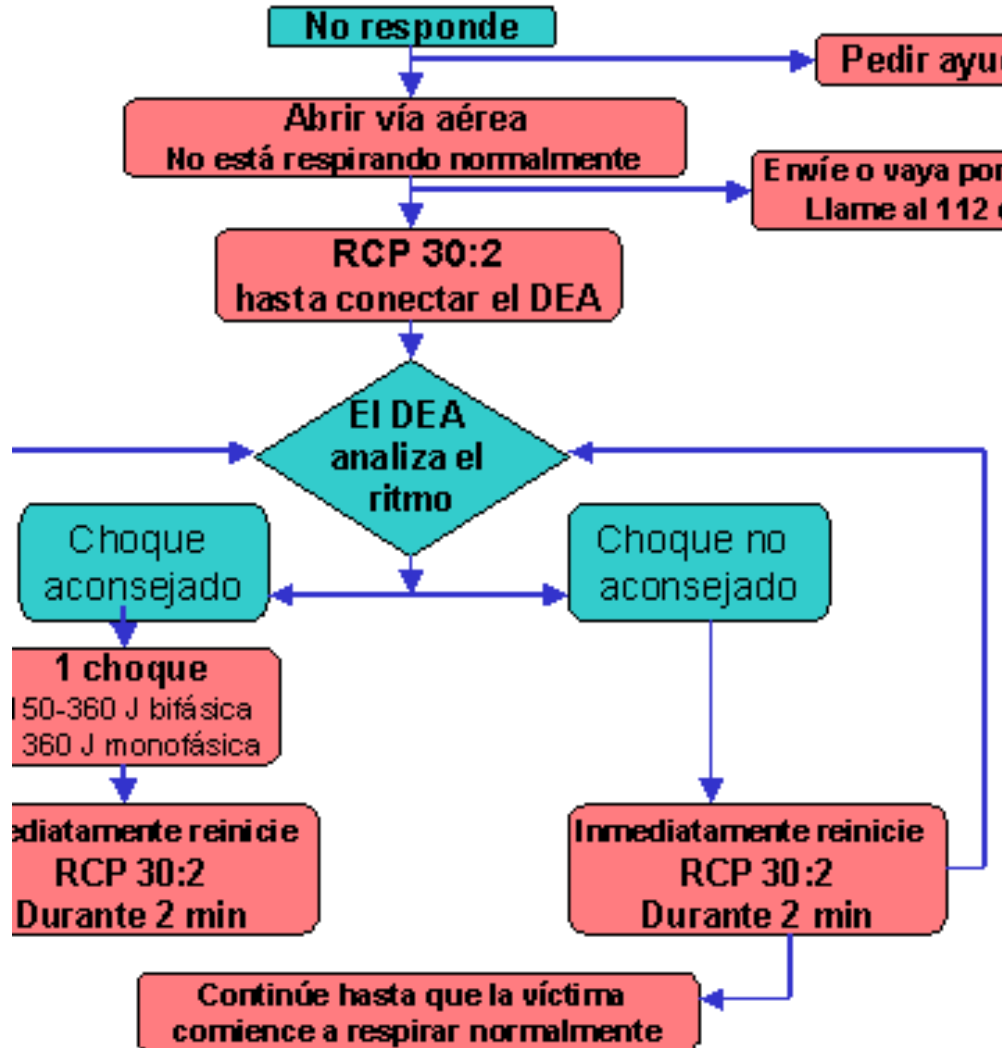 No responde
Pedir
Abrir vía aérea
No está respirando normalmente
Envíe o vaya por
Llame al 112
RCP 30:2
hasta conectar el DEA
El DEA
analiza el
ritmo
Choque
aconsejado
Choque no
aconsejado
1 choque
150-360 J bifásica
360 J monofásica
reinicie
RCP 30:2
Durante 2 min
Inmediatamente reinicie
RCP 30:2
Durante 2 min
Continúe hasta que la víctima
comience a respirar normalmente